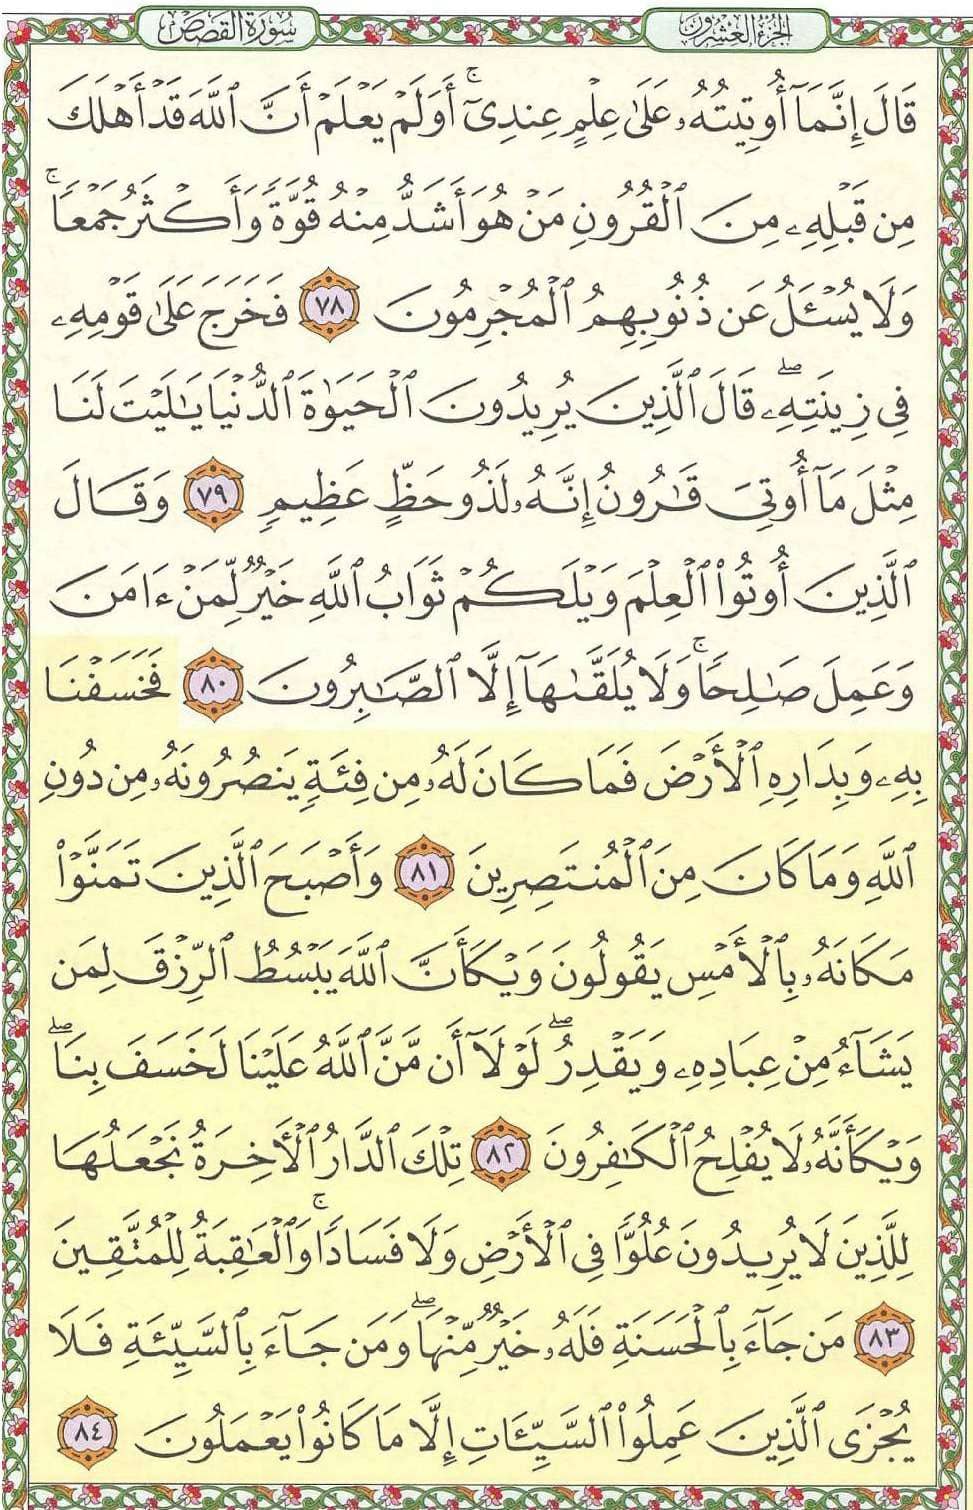 الجزء العشرون
سورة القصص
قَالَ إِنَّمَآ أُوتِيتُهُۥ عَلَىٰ عِلْمٍ عِندِىٓ ۚ أَوَلَمْ يَعْلَمْ أَنَّ ٱللَّهَ قَدْ أَهْلَكَ
مِن قَبْلِهِۦ مِنَ ٱلْقُرُونِ مَنْ هُوَ أَشَدُّ مِنْهُ قُوَّةً وَأَكْثَرُ جَمْعًا ۚ
وَلَا يُسْـَٔلُ عَن ذُنُوبِهِمُ ٱلْمُجْرِمُونَ ٧٨ فَخَرَجَ عَلَىٰ قَوْمِهِۦ
فِى زِينَتِهِۦ ۖ قَالَ ٱلَّذِينَ يُرِيدُونَ ٱلْحَيَوٰةَ ٱلدُّنْيَا يَـٰلَيْتَ لَنَا
مِثْلَ مَآ أُوتِىَ قَـٰرُونُ إِنَّهُۥ لَذُو حَظٍّ عَظِيمٍ ٧٩ وَقَالَ
ٱلَّذِينَ أُوتُوا۟ ٱلْعِلْمَ وَيْلَكُمْ ثَوَابُ ٱللَّهِ خَيْرٌ لِّمَنْ ءَامَنَ
وَعَمِلَ صَـٰلِحًا ۚ وَلَا يُلَقَّىٰهَآ إِلَّا ٱلصَّـٰبِرُونَ ٨٠ فَخَسَفْنَا
بِهِۦ وَبِدَارِهِ ٱلْأَرْضَ فَمَا كَانَ لَهُۥ مِن فِئَةٍ يَنصُرُونَهُۥ مِن دُونِ
ٱللَّهِ وَمَا كَانَ مِنَ ٱلْمُنتَصِرِينَ ٨١ وَأَصْبَحَ ٱلَّذِينَ تَمَنَّوْا۟
مَكَانَهُۥ بِٱلْأَمْسِ يَقُولُونَ وَيْكَأَنَّ ٱللَّهَ يَبْسُطُ ٱلرِّزْقَ لِمَن
يَشَآءُ مِنْ عِبَادِهِۦ وَيَقْدِرُ ۖ لَوْلَآ أَن مَّنَّ ٱللَّهُ عَلَيْنَا لَخَسَفَ بِنَا ۖ
وَيْكَأَنَّهُۥ لَا يُفْلِحُ ٱلْكَـٰفِرُونَ ٨٢ تِلْكَ ٱلدَّارُ ٱلْـَٔاخِرَةُ نَجْعَلُهَا
لِلَّذِينَ لَا يُرِيدُونَ عُلُوًّا فِى ٱلْأَرْضِ وَلَا فَسَادًا ۚ وَٱلْعَـٰقِبَةُ لِلْمُتَّقِينَ
٨٣ مَن جَآءَ بِٱلْحَسَنَةِ فَلَهُۥ خَيْرٌ مِّنْهَا ۖ وَمَن جَآءَ بِٱلسَّيِّئَةِ فَلَا
يُجْزَى ٱلَّذِينَ عَمِلُوا۟ ٱلسَّيِّـَٔاتِ إِلَّا مَا كَانُوا۟ يَعْمَلُونَ ٨٤